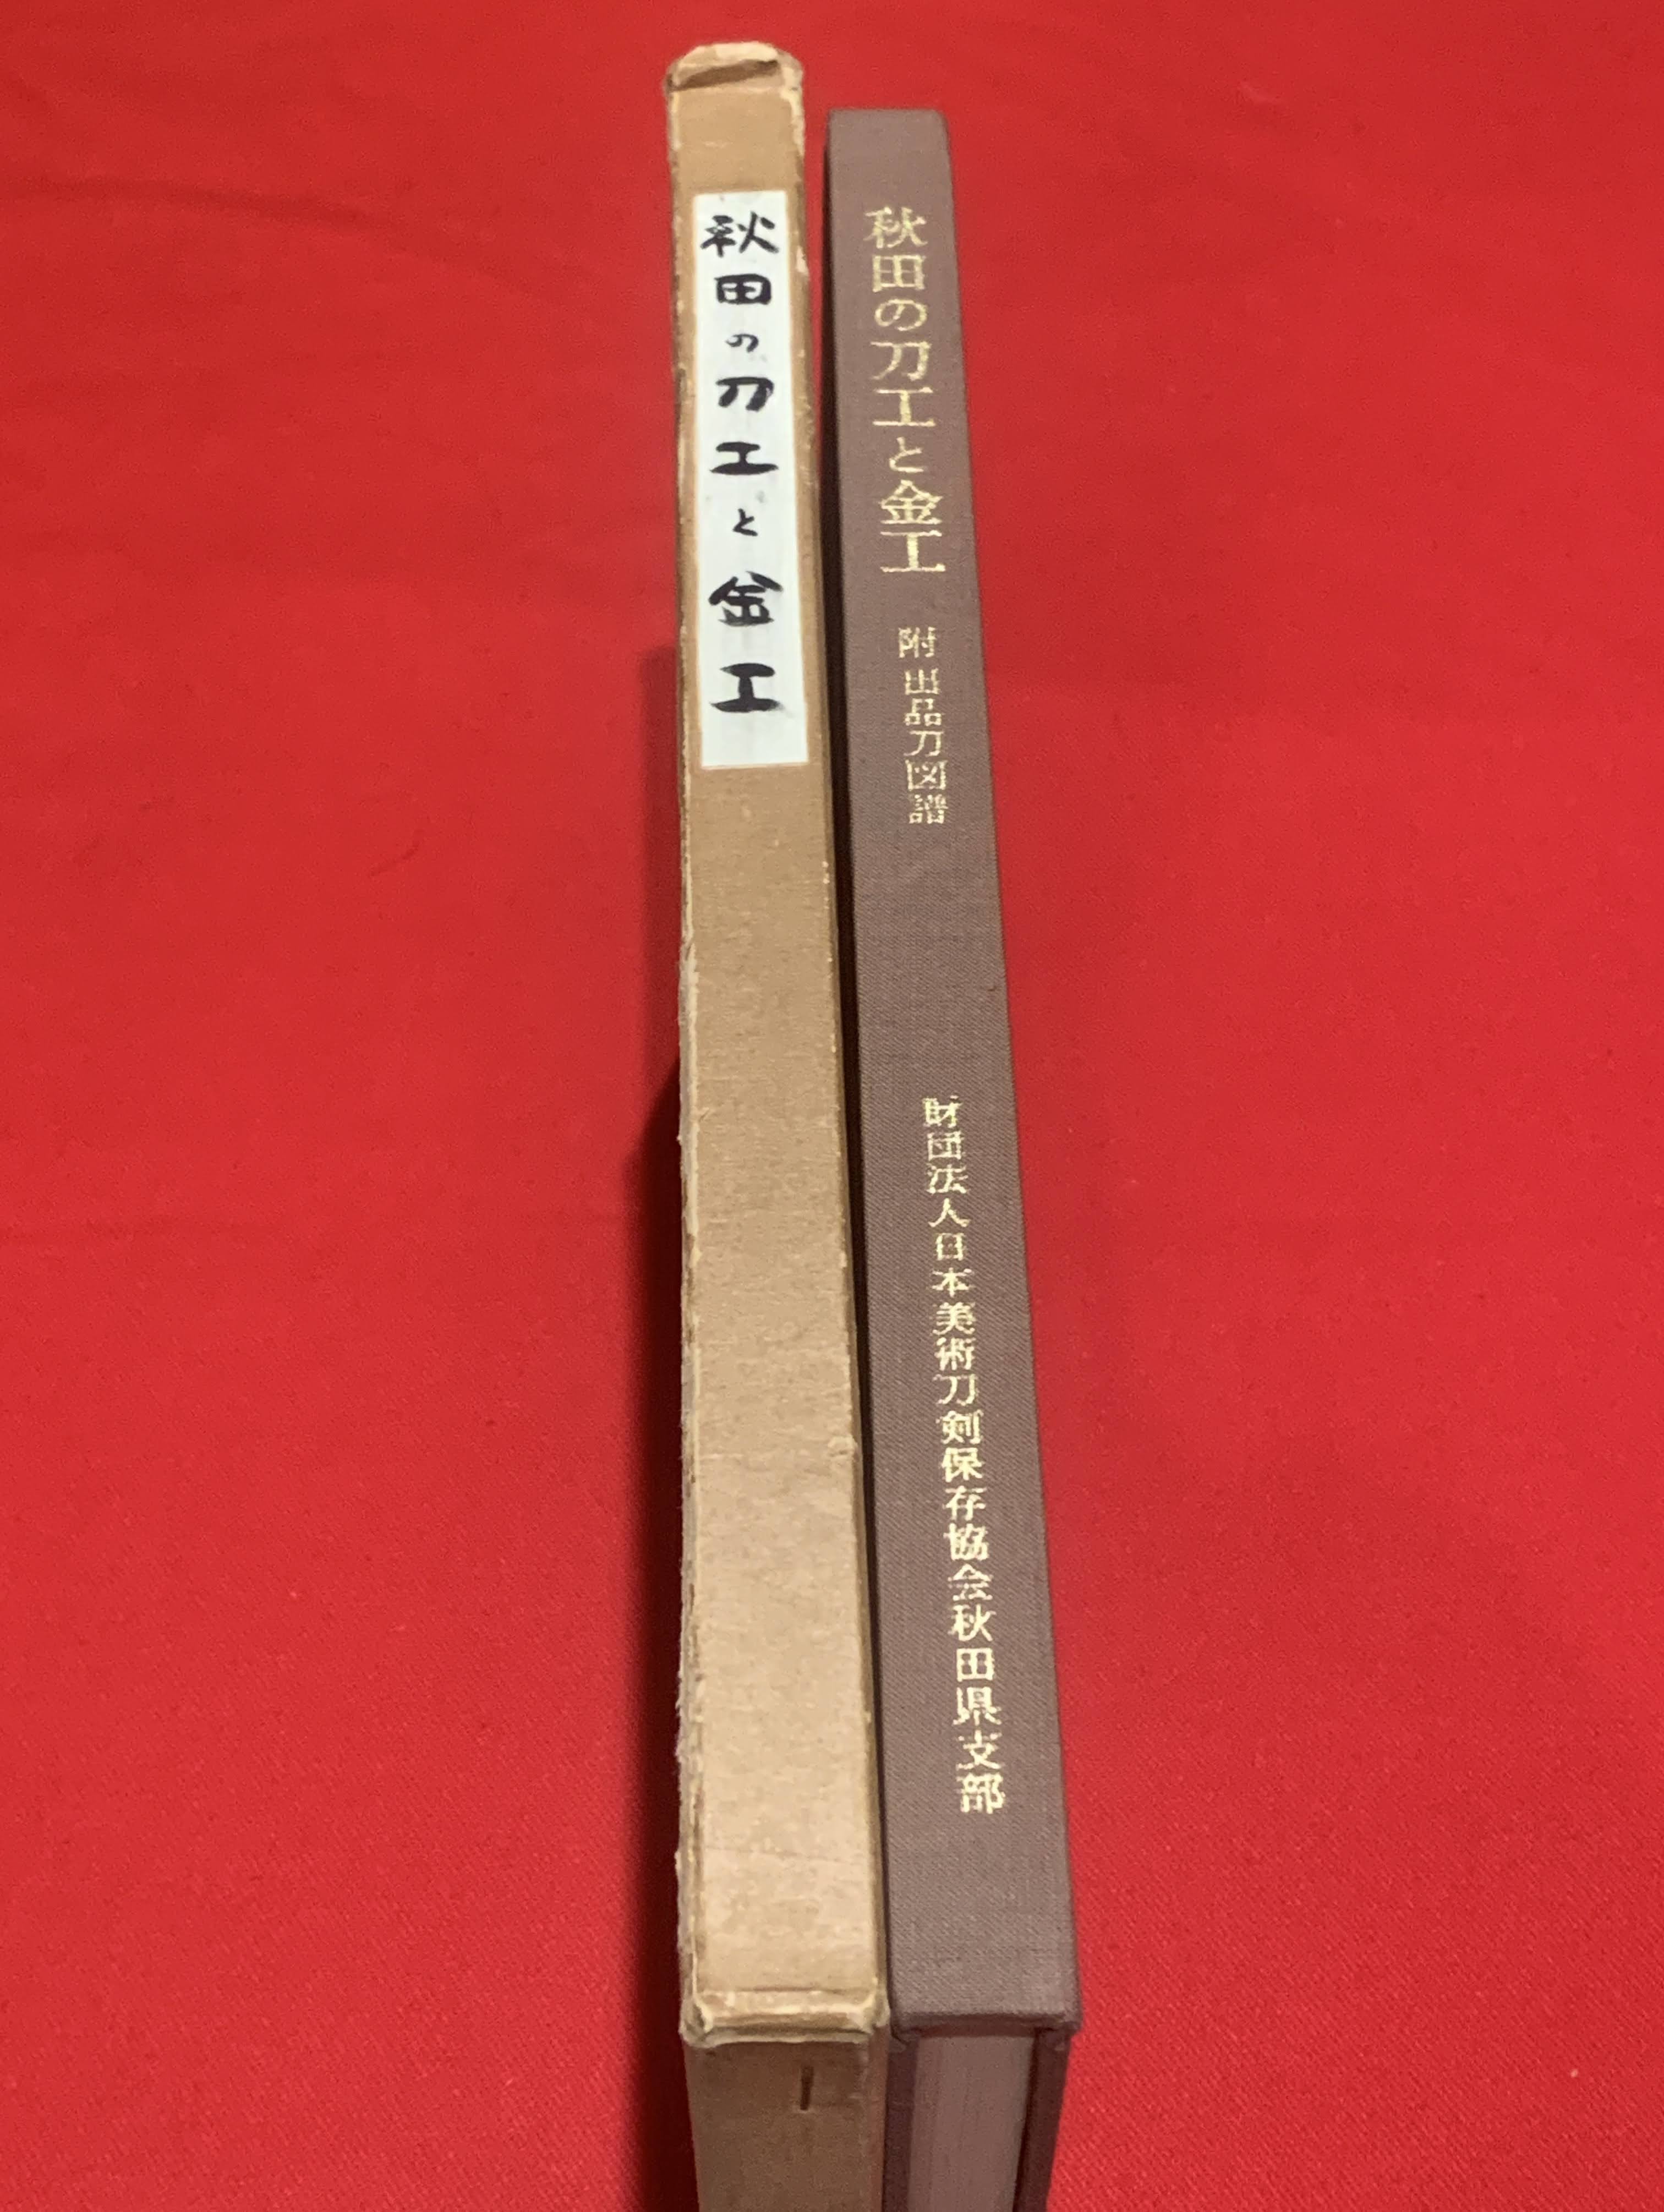 秋田の刀工と金工
秋田の刀工と金工 附出品刀図譜
財団法人日本美術刀剣保存協会秋田県支部